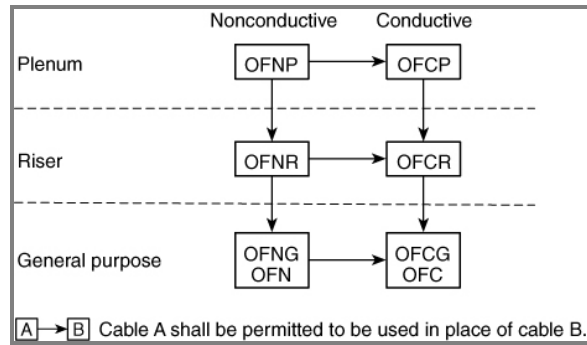 Nonconductive Conductive
Plenum OFNP OFCP
Riser OFNR OFCR
General purpose OFNG OFCG
OFN OFC
A B Cable A shall be permitted to be used in place of cable B.